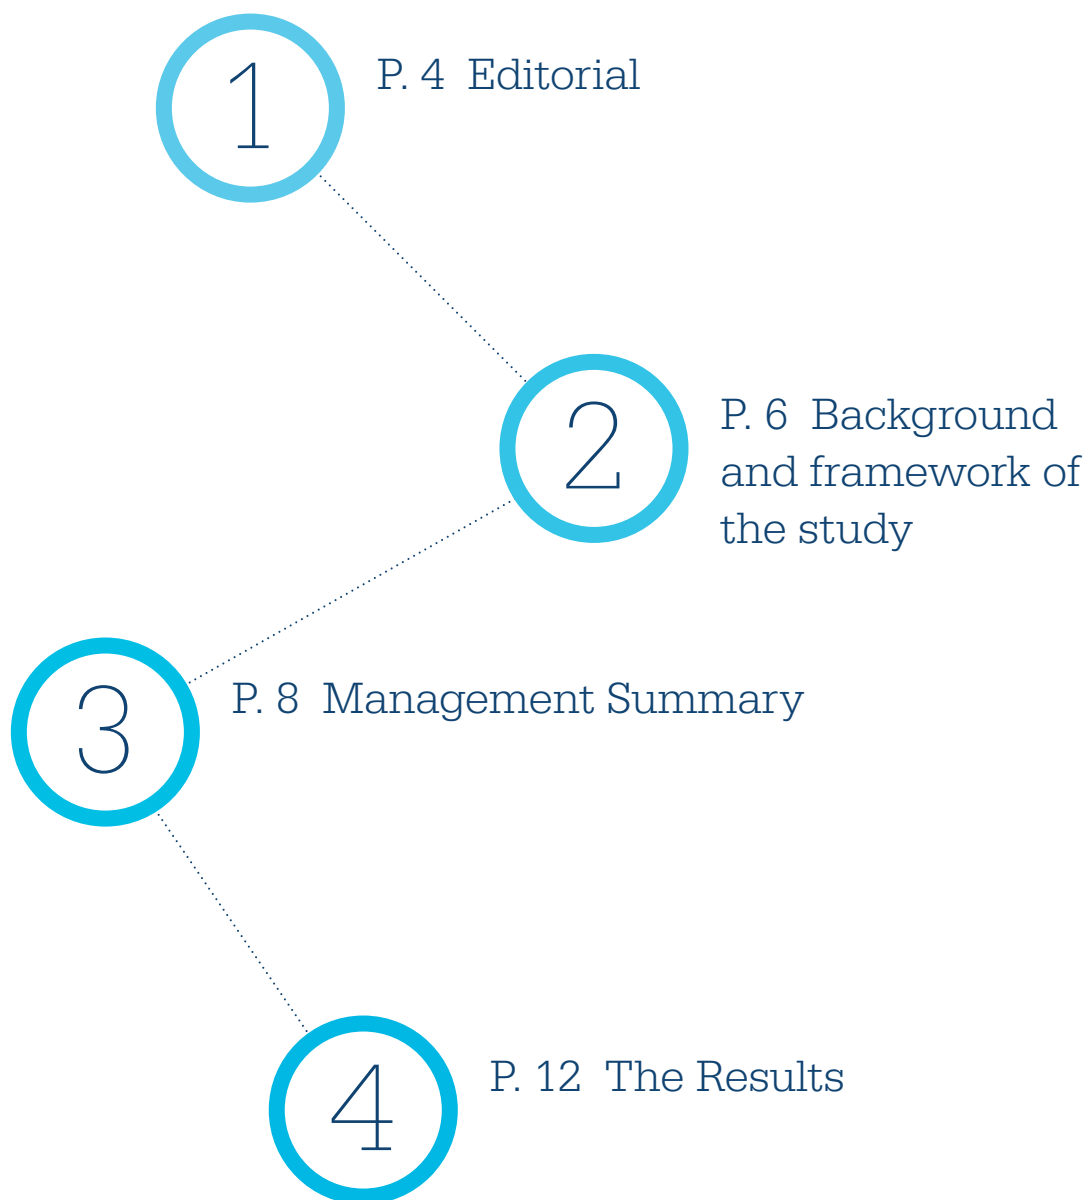 1
P. 4 Editorial
2
P. 6 Background
and framework of
the study
3
P. 8 Management Summary
4
P. 12 The Results